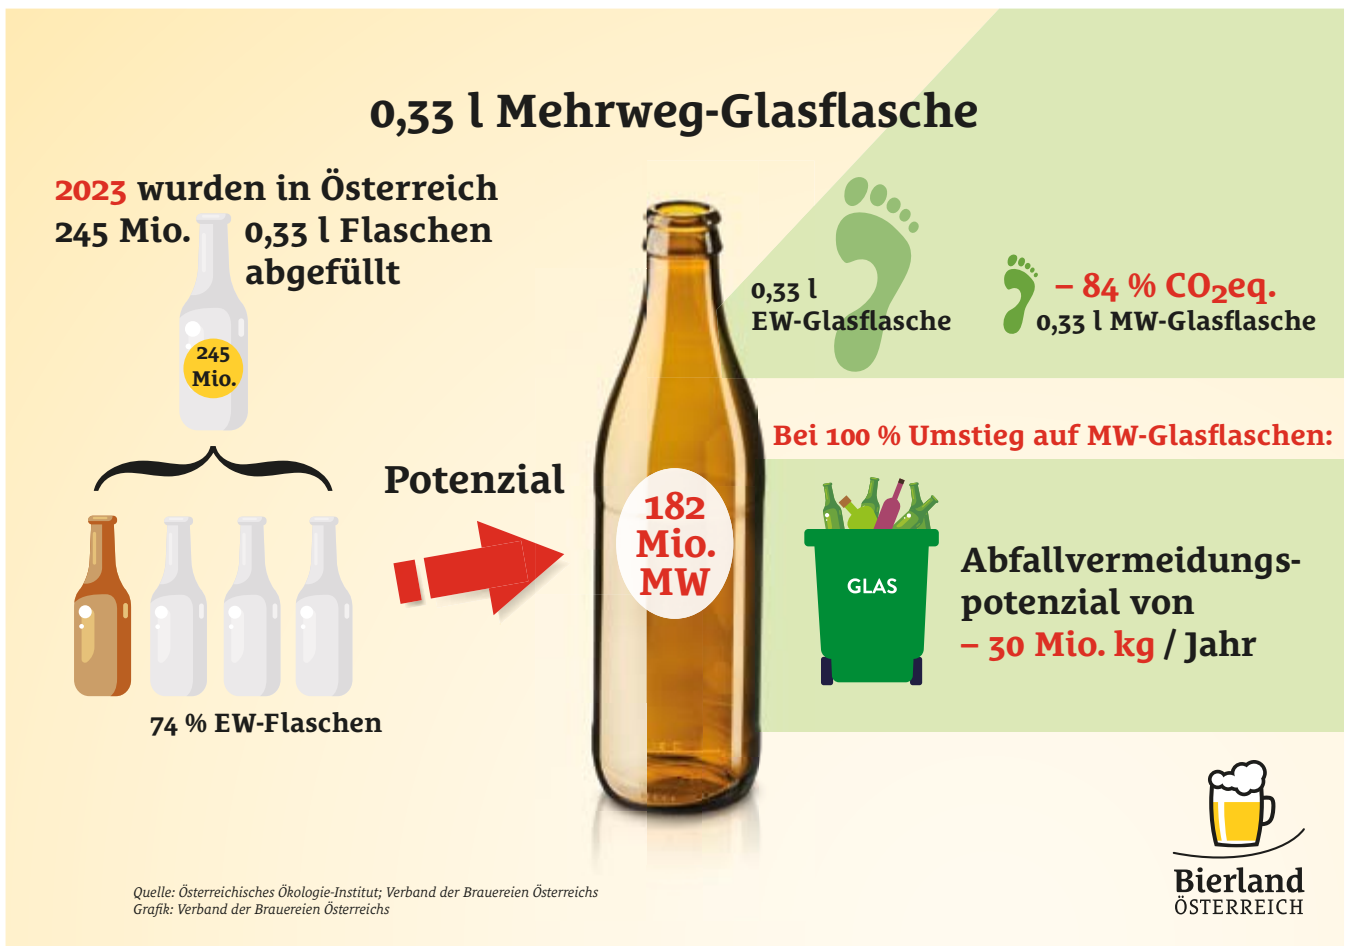 0,33 l Mehrweg-Glasflasche
2023 wurden in Österreich
245 Mio. 0,33 l Flaschen
abgefüllt
245
Mio.
74 % EW-Flaschen
Potenzial
182
Mio.
MW
0,33 l
EW-Glasflasche
– 84 % CO2eq.
0,33 l MW-Glasflasche
Bei 100 % Umstieg auf MW-Glasflaschen:
GLAS
Abfallvermeidungs-
potenzial von
– 30 Mio. kg / Jahr
Quelle: Österreichisches Ökologie-Institut; Verband der Brauereien Österreichs
Grafik: Verband der Brauereien Österreichs
Bierland
ÖSTERREICH